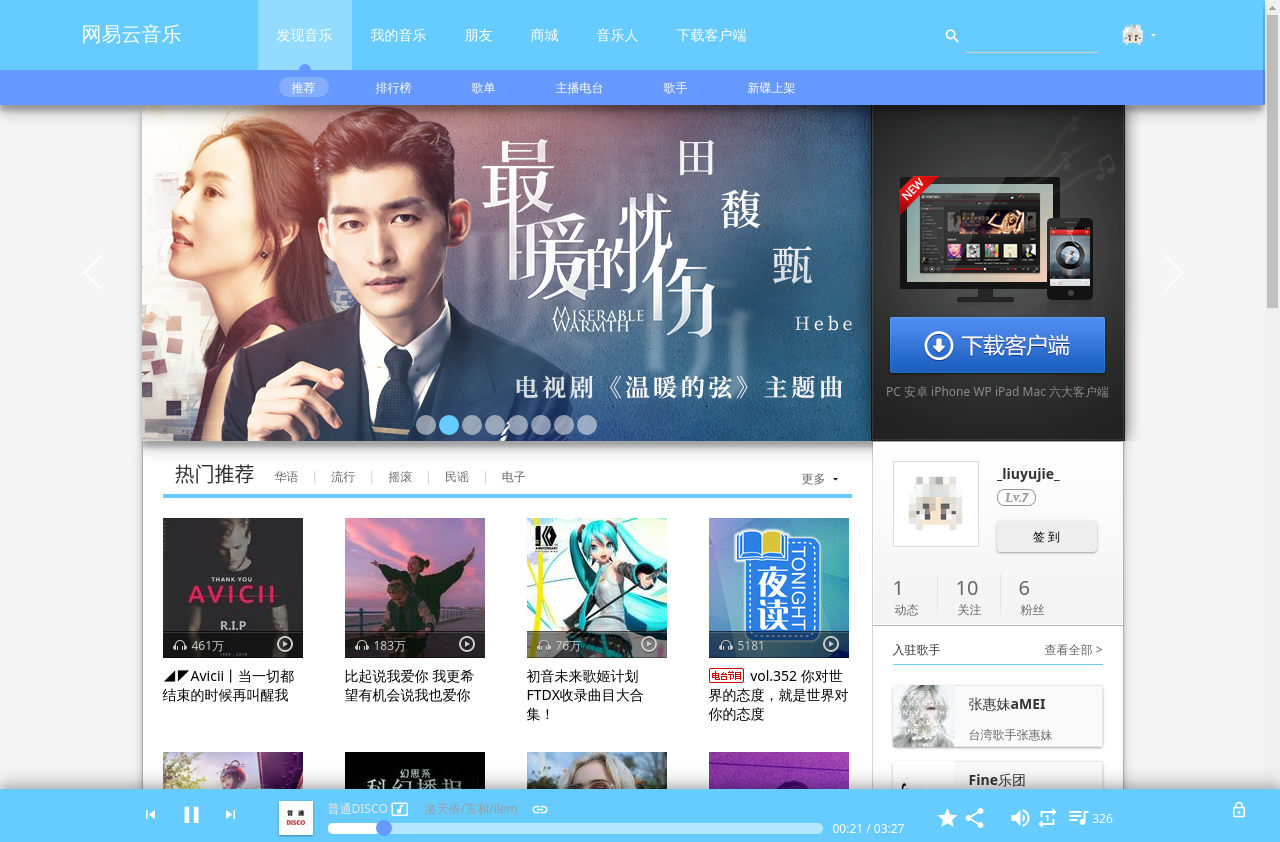 网易云音乐
发现音乐 我的音乐 朋友 商城 音乐人 下载客户端
推荐 排行榜 歌单 主播电台 歌手 新碟上架
最暖的忧伤
田馥甄
MISERABLE
WARMTH
Hebe
电视剧《温暖的弦》主题曲
NEW
下载客户端
PC 安卓 iPhone WP iPad Mac 六大客户端
热门推荐 华语 | 流行 | 摇滚 | 民谣 | 电子 更多
_liuyujie_
Lv.7
签 到
1 10 6
动态 关注 粉丝
THANK YOU
AVICII
R.I.P
1989 - 2018
461万 183万 76万 5181
TONIGHT
夜读
◢◤Avicii丨当一切都结束的时候再叫醒我
比起说我爱你 我更希望有机会说我也爱你
初音未来歌姬计划FTDX收录曲目大合集！
电台节目 vol.352 你对世界的态度，就是世界对你的态度
入驻歌手 查看全部 >
张惠妹aMEI
台湾歌手张惠妹
Fine乐团
幻思系
科幻播报
普通
DISCO
普通DISCO 洛天依/言和/ilem
00:21 / 03:27
1
326